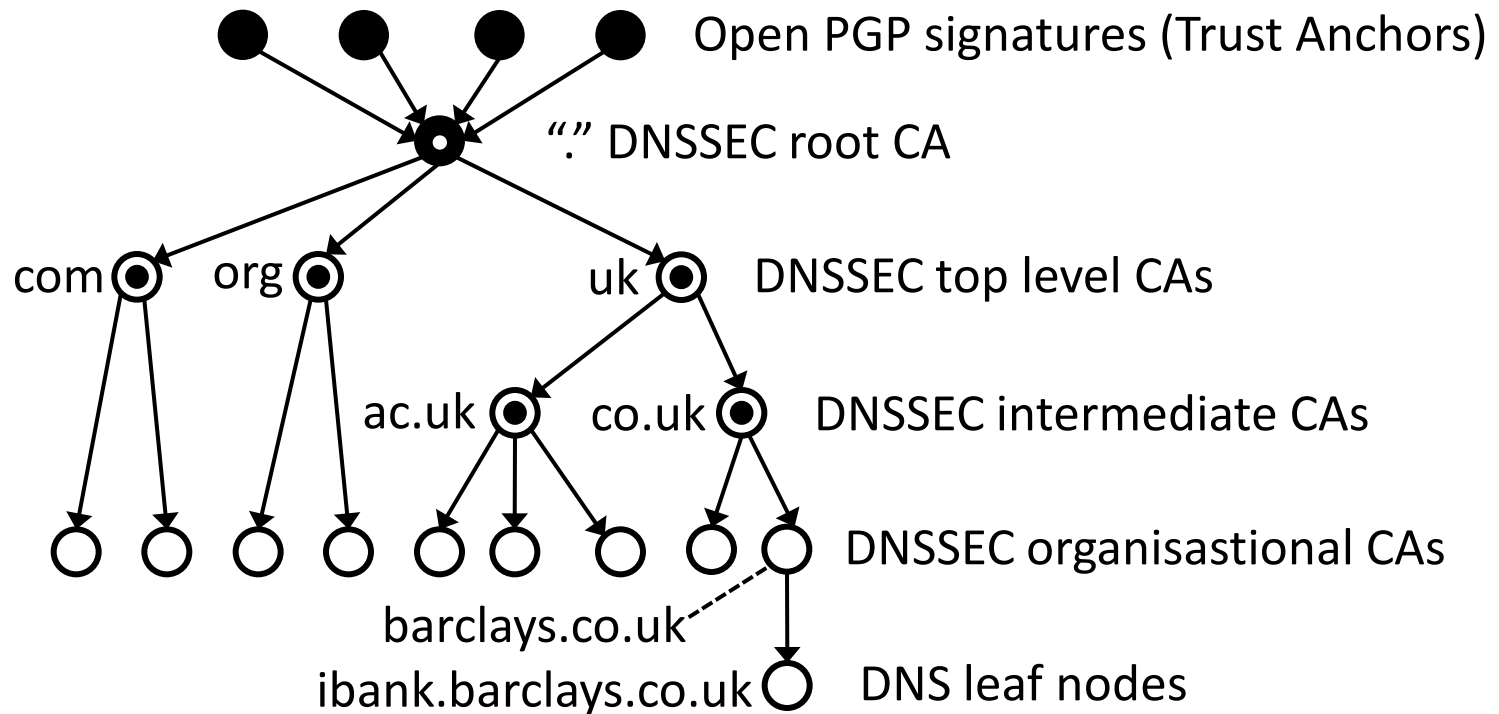 Open PGP signatures (Trust Anchors)
“.” DNSSEC root CA
com
org
uk
DNSSEC top level CAs
ac.uk
co.uk
DNSSEC intermediate CAs
DNSSEC organisastional CAs
barclays.co.uk
ibank.barclays.co.uk
DNS leaf nodes